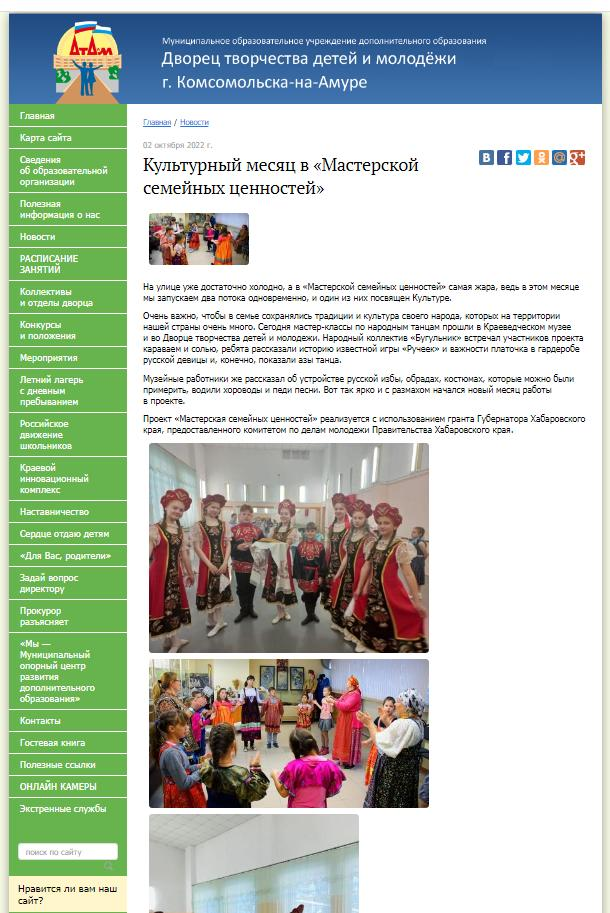 ДТДиМ
Муниципальное образовательное учреждение дополнительного образования
Дворец творчества детей и молодёжи
г. Комсомольска-на-Амуре
Главная
Карта сайта
Сведения
об образовательной
организации
Полезная
информация о нас
Новости
РАСПИСАНИЕ
ЗАНЯТИЙ
Коллективы
и отделы дворца
Конкурсы
и положения
Мероприятия
Летний лагерь
с дневным
пребыванием
Российское
движение
школьников
Краевой
инновационный
комплекс
Наставничество
Сердце отдаю детям
«Для Вас, родители»
Задай вопрос
директору
Прокурор
разъясняет
«Мы —
Муниципальный
опорный центр
развития
дополнительного
образования»
Контакты
Гостевая книга
Полезные ссылки
ОНЛАЙН КАМЕРЫ
Экстренные службы
поиск по сайту
Нравится ли вам наш
сайт?
Главная / Новости
02 октября 2022 г.
Культурный месяц в «Мастерской
семейных ценностей»
На улице уже достаточно холодно, а в «Мастерской семейных ценностей» самая жара, ведь в этом месяце
мы запускаем два потока одновременно, и один из них посвящен Культуре.
Очень важно, чтобы в семье сохранялись традиции и культура своего народа, которых на территории
нашей страны очень много. Сегодня мастер-классы по народным танцам прошли в Краеведческом музее
и во Дворце творчества детей и молодежи. Народный коллектив «Бугульник» встречал участников проекта
караваем и солью, ребята рассказали историю известной игры «Ручеек» и важности платочка в гардеробе
русской девицы и, конечно, показали азы танца.
Музейные работники же рассказал об устройстве русской избы, обрадах, костюмах, которые можно были
примерить, водили хороводы и педи песни. Вот так ярко и с размахом начался новый месяц работы
в проекте.
Проект «Мастерская семейных ценностей» реализуется с использованием гранта Губернатора Хабаровского
края, предоставленного комитетом по делам молодежи Правительства Хабаровского края.